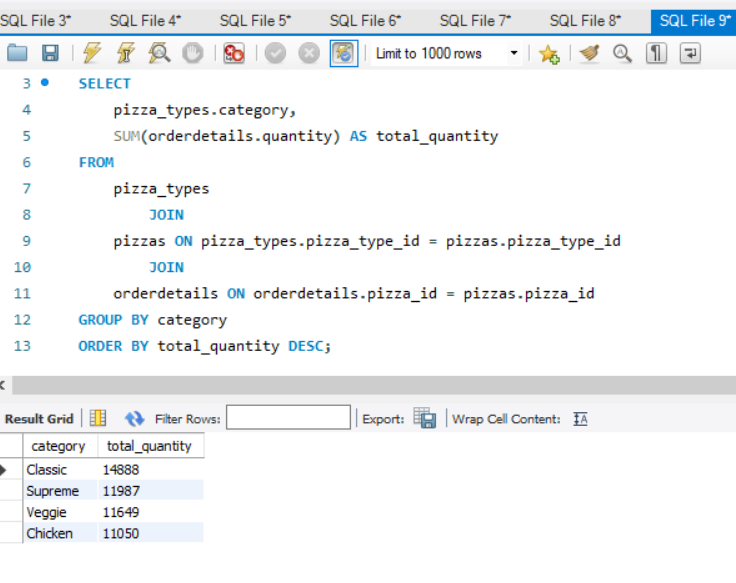 SQL File 3* SQL File 4* SQL File 5* SQL File 6* SQL File 7* SQL File 8* SQL File 9*
Limit to 1000 rows
3 SELECT
4 pizza_types.category,
5 SUM(orderdetails.quantity) AS total_quantity
6 FROM
7 pizza_types
8 JOIN
9 pizzas ON pizza_types.pizza_type_id = pizzas.pizza_type_id
10 JOIN
11 orderdetails ON orderdetails.pizza_id = pizzas.pizza_id
12 GROUP BY category
13 ORDER BY total_quantity DESC;
Result Grid Filter Rows: Export: Wrap Cell Content:
category total_quantity
Classic 14888
Supreme 11987
Veggie 11649
Chicken 11050